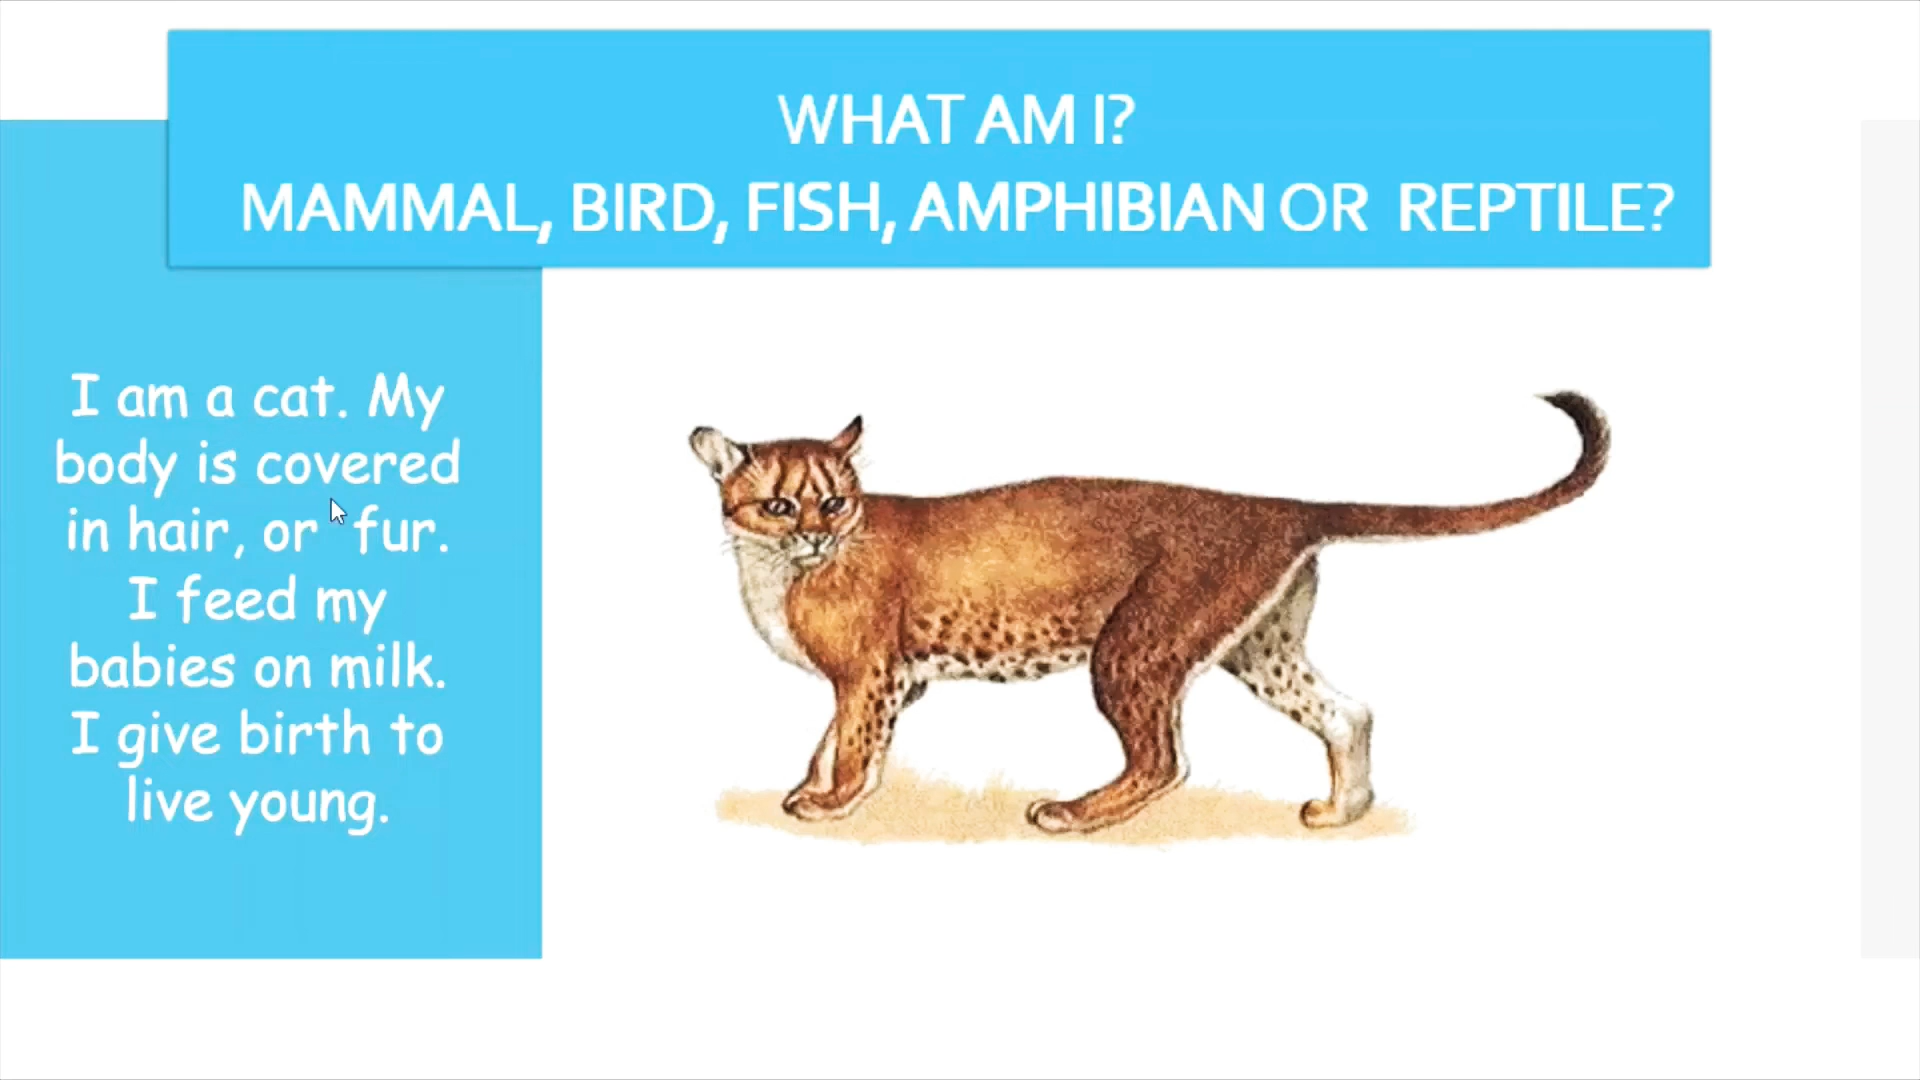 WHAT AM I?
MAMMAL, BIRD, FISH, AMPHIBIAN OR REPTILE?
I am a cat. My
body is covered
in hair, or fur.
I feed my
babies on milk.
I give birth to
live young.